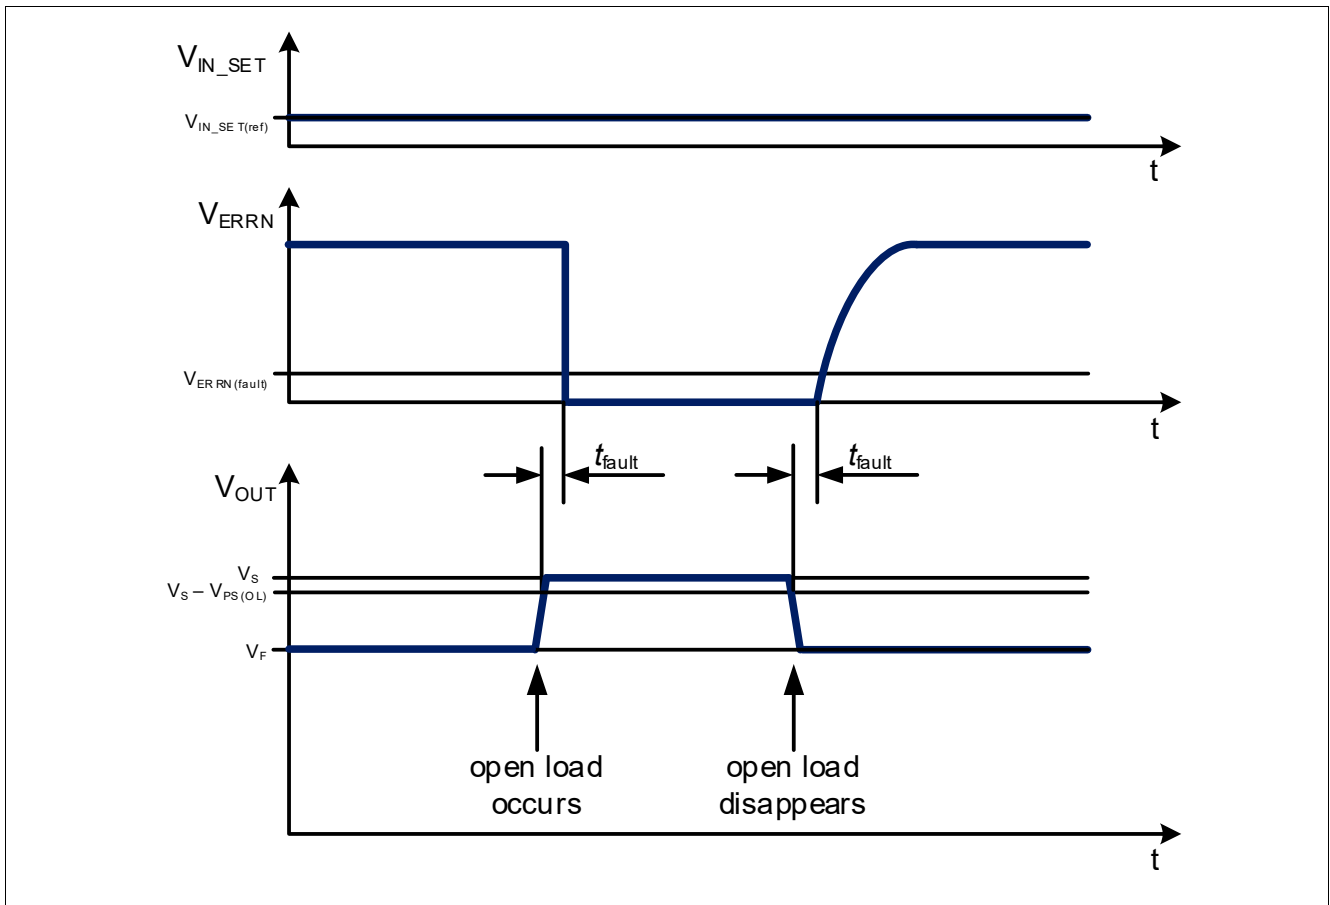 V_IN_SET
V_IN_SET(ref)
t
V_ERRN
V_ERRN(fault)
t
t_fault
t_fault
V_OUT
V_S
V_S – V_PS(OL)
V_F
open load
occurs
open load
disappears
t